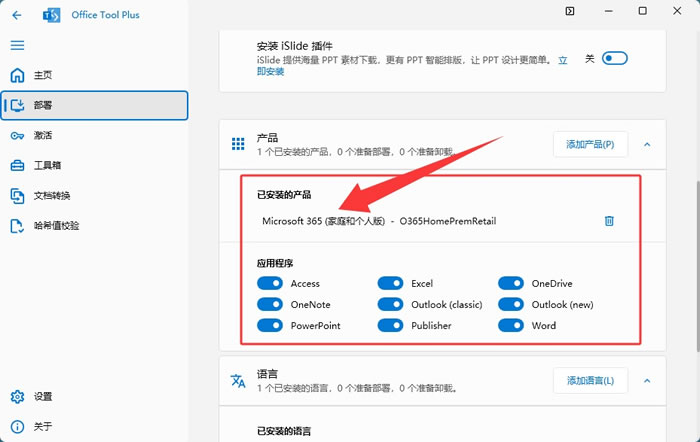 Office Tool Plus
主页
部署
激活
工具箱
文档转换
哈希值校验
设置
关于
安装 iSlide 插件
iSlide 提供海量 PPT 素材下载，更有 PPT 智能排版，让 PPT 设计更简单。 立
即安装
关
产品
1 个已安装的产品，0 个准备部署，0 个准备卸载。
添加产品(P)
已安装的产品
Microsoft 365 (家庭和个人版) - O365HomePremRetail
应用程序
Access Excel OneDrive
OneNote Outlook (classic) Outlook (new)
PowerPoint Publisher Word
语言
1 个已安装的语言，0 个准备部署，0 个准备卸载。
添加语言(L)
已安装的语言